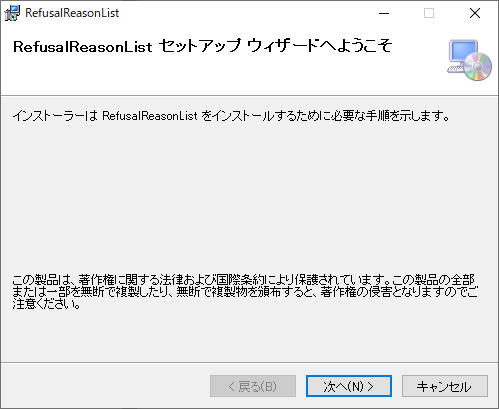 RefusalReasonList
RefusalReasonList セットアップ ウィザードへようこそ
インストーラーは RefusalReasonList をインストールするために必要な手順を示します。
この製品は、著作権に関する法律および国際条約により保護されています。この製品の全部
または一部を無断で複製したり、無断で複製物を頒布すると、著作権の侵害となりますのでご
注意ください。
< 戻る(B)
次へ(N) >
キャンセル